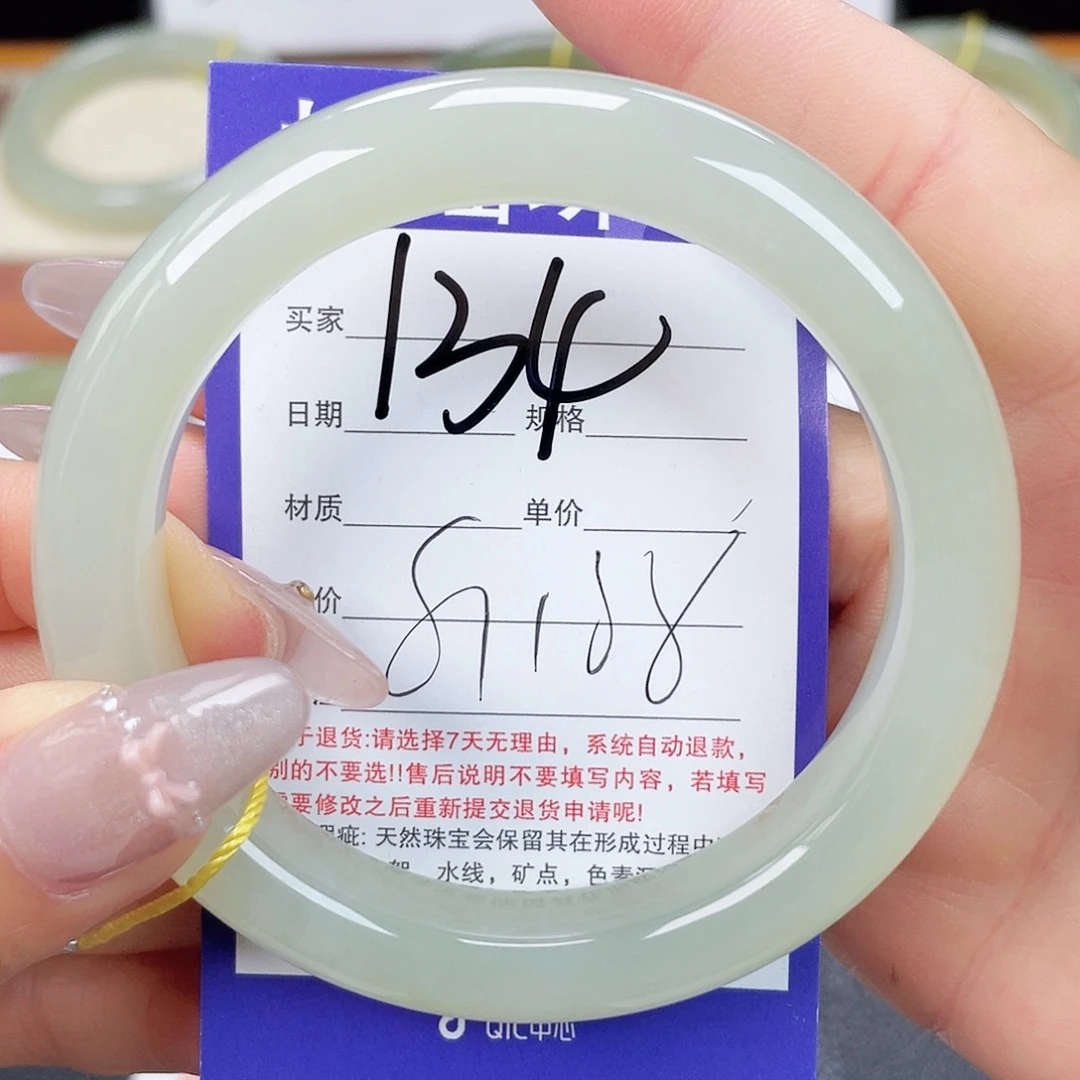 134
买家
日期 规格
材质 单价
价
于退货:请选择7天无理由，系统自动退款，
别的不要选!!售后说明不要填写内容，若填写
需要修改之后重新提交退货申请呢!
瑕疵: 天然珠宝会保留其在形成过程中
水线，矿点，色素
QIC中心